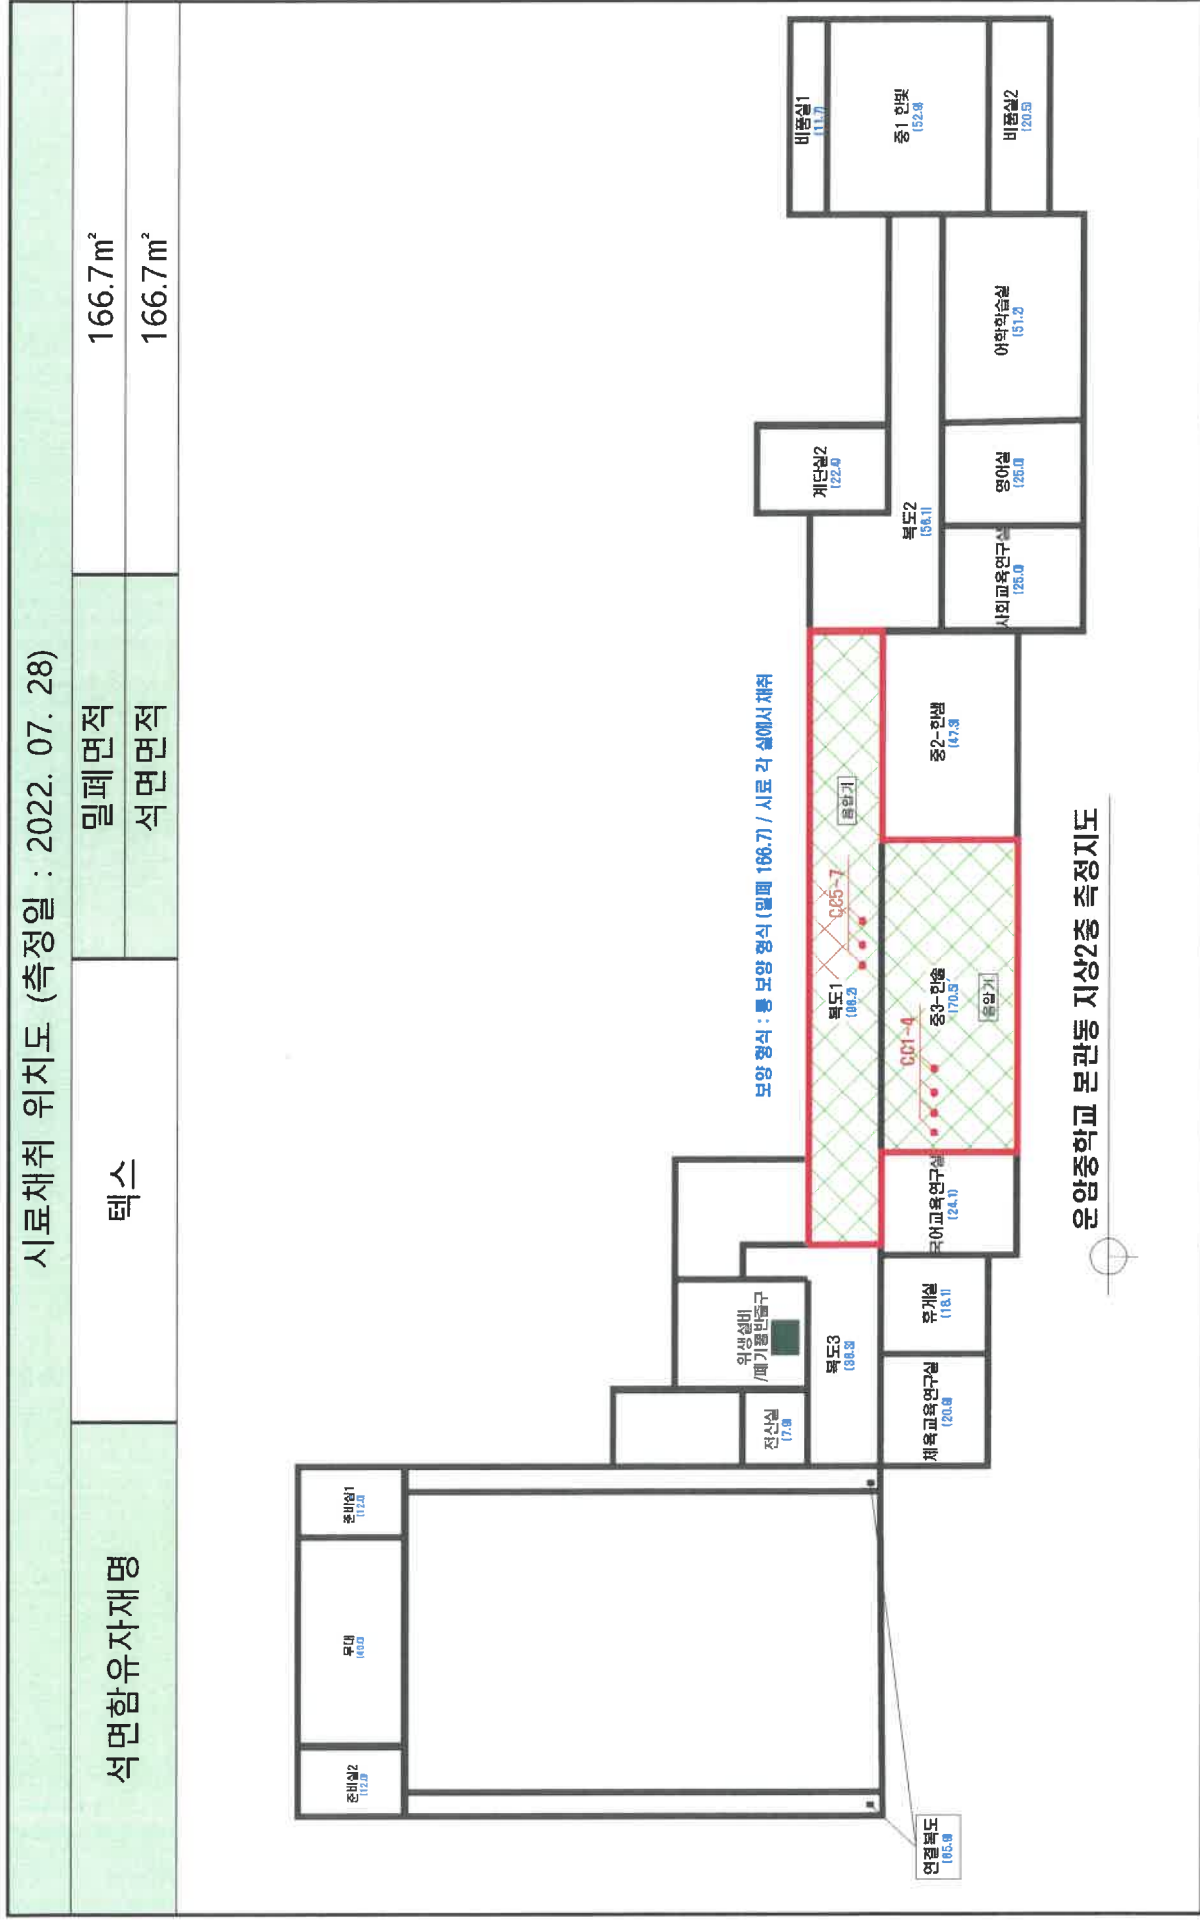 시료채취 위치도 (측정일 : 2022. 07. 28)
석면함유자재명
텍스
밀폐면적
166.7㎡
석면면적
166.7㎡
준비실2
(12.0)
무대
(40.0)
준비실1
(12.0)
연결복도
전산실
(7.9)
위생설비
/폐기물반출구
복도3
체육교육연구실
(20.9)
휴게실
(18.1)
국어교육연구실
(24.1)
보양 형식 : 통 보양 형식 (밀폐 166.7) / 시료 각 실에서 채취
복도1
(96.2)
CC5~7
음압기
CC1~4
중3-한솔
(70.5)
음압기
중2-한샘
(47.3)
계단실2
(22.4)
복도2
(56.1)
사회교육연구실
(25.0)
영어실
(25.0)
어학학습실
(51.2)
비품실1
(11.7)
중1 한빛
(52.9)
비품실2
(20.5)
운암중학교 본관동 지상2층 측정지도